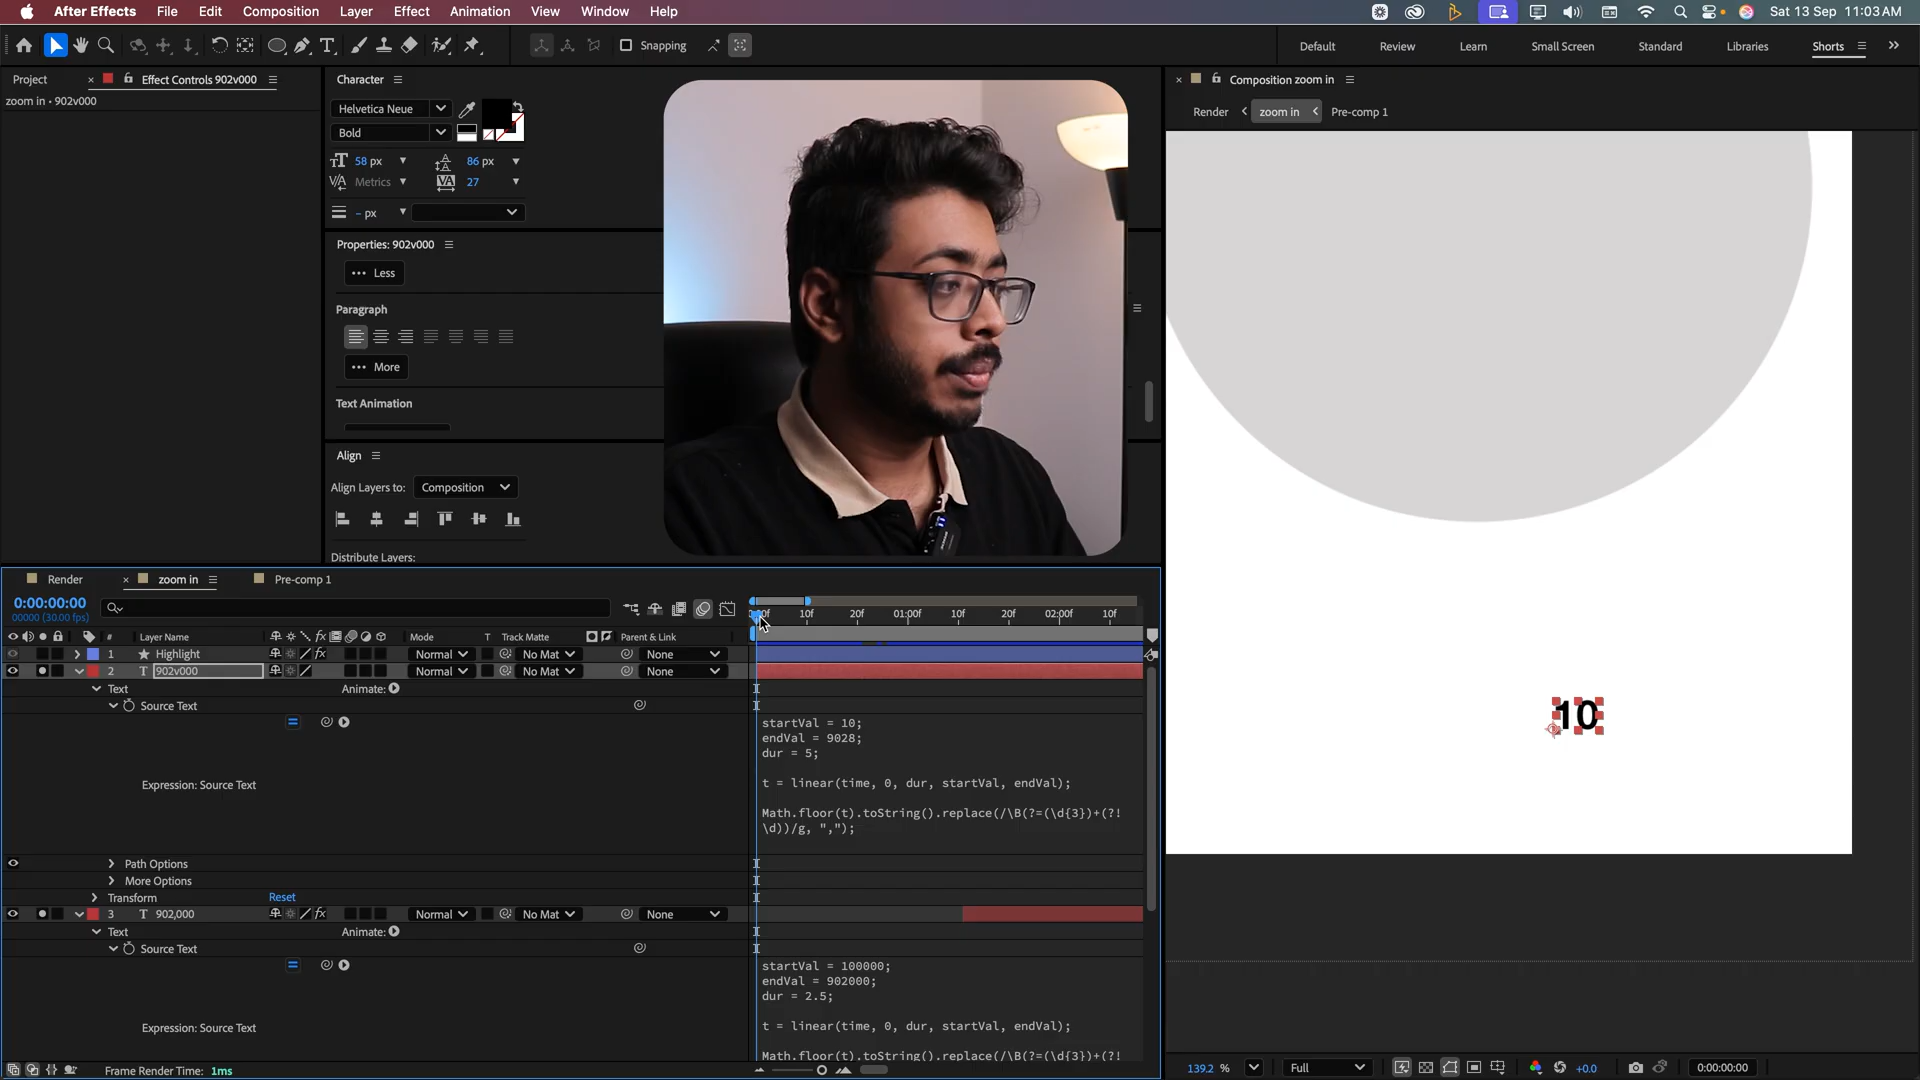 After Effects File Edit Composition Layer Effect Animation View Window Help Sat 13 Sep 11:03 AM
Snapping Default Review Learn Small Screen Standard Libraries Shorts
Project Effect Controls 902v000
zoom in • 902v000
Character
Helvetica Neue
Bold
58 px 86 px
Metrics 27
– px
Properties: 902v000
Less
Paragraph
More
Text Animation
Align
Align Layers to: Composition
Distribute Layers:
Composition zoom in
Render zoom in Pre-comp 1
10
Render zoom in Pre-comp 1
0:00:00:00
00000 (30.00 fps)
10f 20f 01:00f 10f 20f 02:00f 10f
# Layer Name Mode T Track Matte Parent & Link
1 Highlight Normal No Mat None
2 T 902v000 Normal No Mat None
Text Animate:
Source Text
startVal = 10;
endVal = 9028;
dur = 5;
t = linear(time, 0, dur, startVal, endVal);
Expression: Source Text
Math.floor(t).toString().replace(/\B(?=(\d{3})+(?!
\d))/g, ",");
Path Options
More Options
Transform Reset
3 T 902,000 Normal No Mat None
Text Animate:
Source Text
startVal = 100000;
endVal = 902000;
dur = 2.5;
t = linear(time, 0, dur, startVal, endVal);
Expression: Source Text
Math.floor(t).toString().replace(/\B(?=(\d{3})+(?!
Frame Render Time: 1ms
139.2 % Full +0.0 0:00:00:00